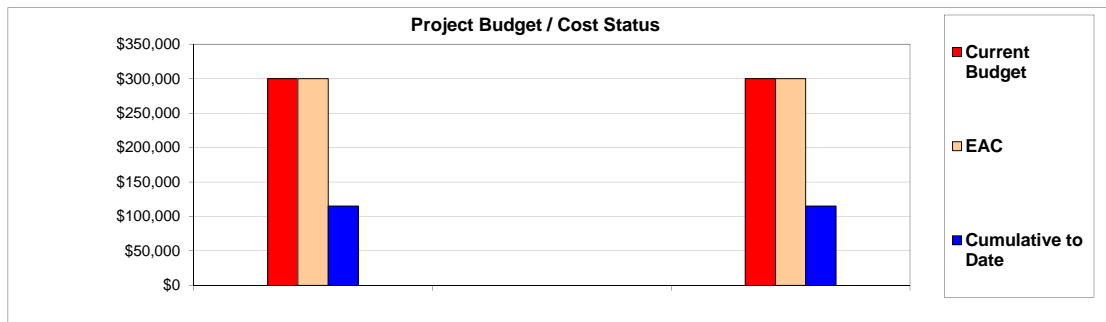 Project Budget / Cost Status
$350,000
$300,000
$250,000
$200,000
$150,000
$100,000
$50,000
$0
Current
Budget
EAC
Cumulative to
Date